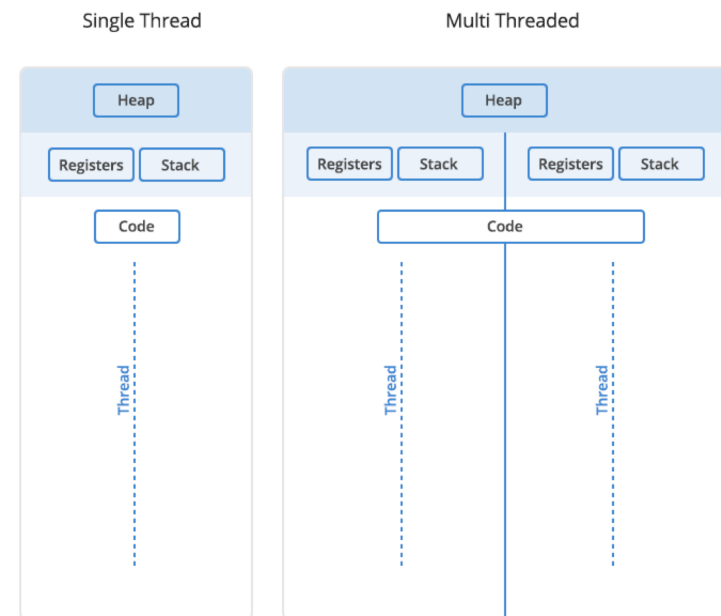 Single Thread
Multi Threaded
Heap
Heap
Registers Stack
Registers Stack
Registers Stack
Code
Code
Thread
Thread
Thread